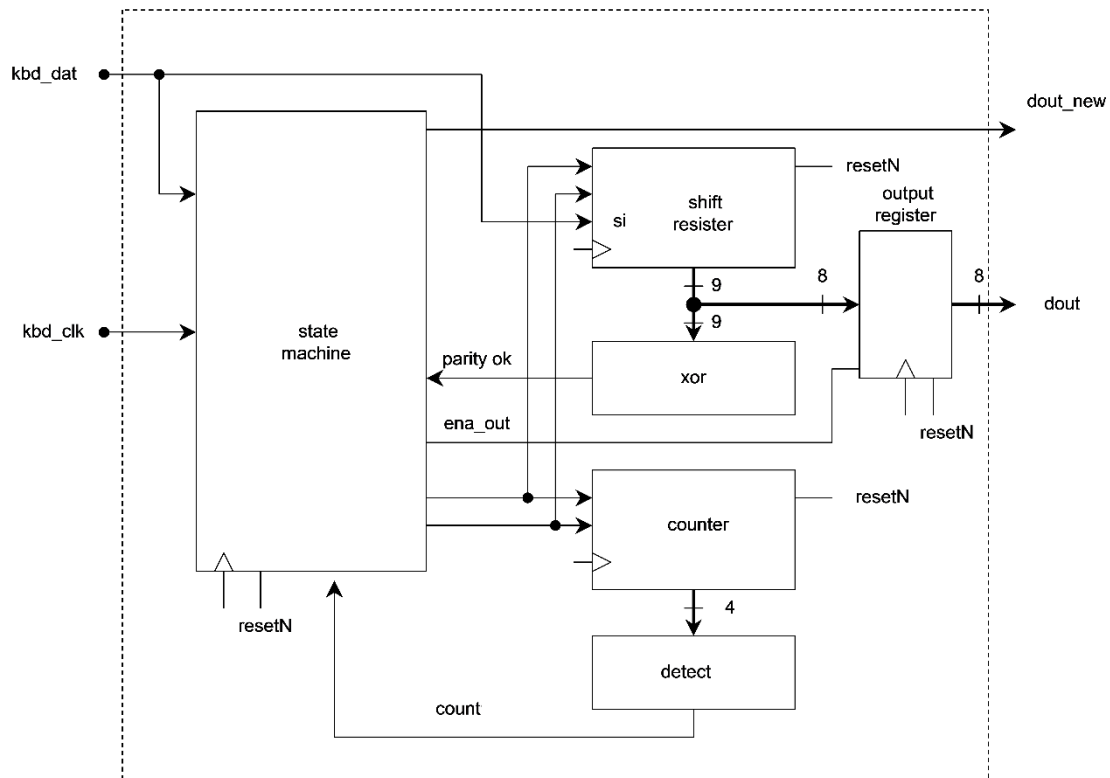 kbd_dat
dout_new
resetN
shift
resister
si
output
register
9
8
8
dout
9
kbd_clk
state
machine
parity ok
xor
ena_out
resetN
resetN
counter
4
resetN
detect
count